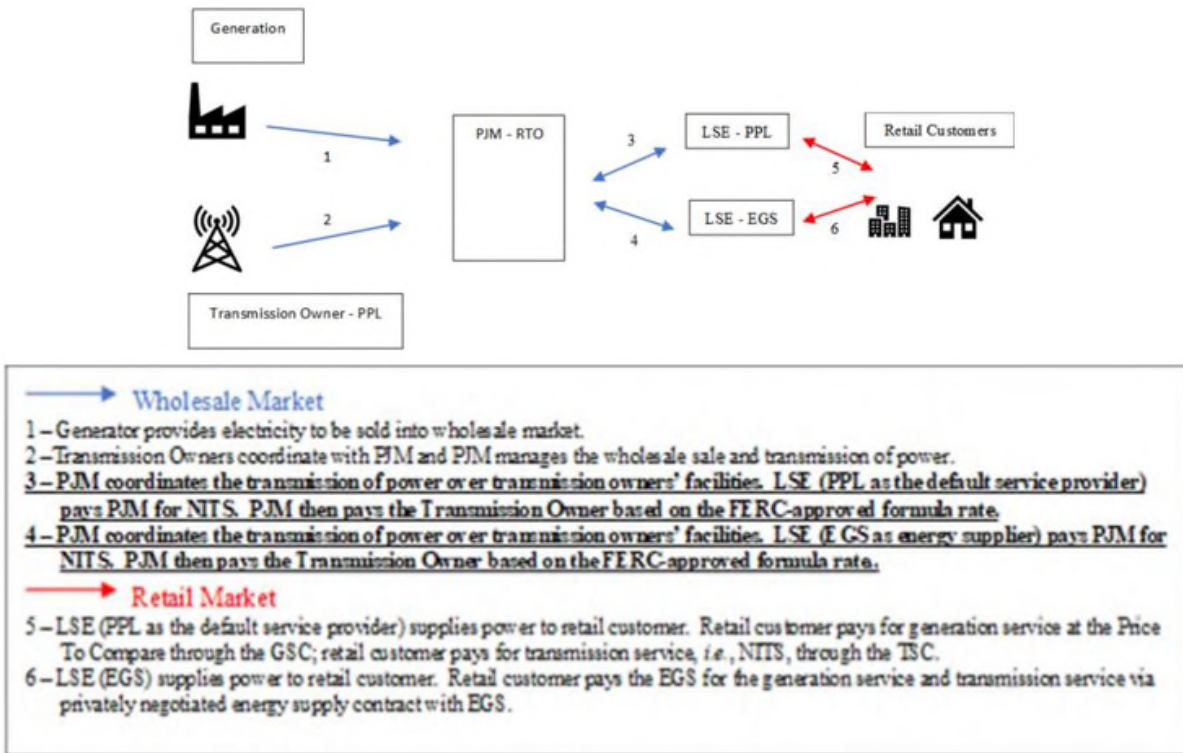 Generation
PJM - RTO
LSE - PPL
Retail Customers
1
3
5
2
LSE - EGS
4
6
Transmission Owner - PPL
Wholesale Market
1 – Generator provides electricity to be sold into wholesale market.
2 – Transmission Owners coordinate with PJM and PJM manages the wholesale sale and transmission of power.
3 – PJM coordinates the transmission of power over transmission owners' facilities. LSE (PPL as the default service provider)
pays PJM for NITS. PJM then pays the Transmission Owner based on the FERC-approved formula rate.
4 – PJM coordinates the transmission of power over transmission owners' facilities. LSE (EGS as energy supplier) pays PJM for
NITS. PJM then pays the Transmission Owner based on the FERC-approved formula rate.
Retail Market
5 – LSE (PPL as the default service provider) supplies power to retail customer. Retail customer pays for generation service at the Price
To Compare through the GSC; retail customer pays for transmission service, i.e., NITS, through the TSC.
6 – LSE (EGS) supplies power to retail customer. Retail customer pays the EGS for the generation service and transmission service via
privately negotiated energy supply contract with EGS.